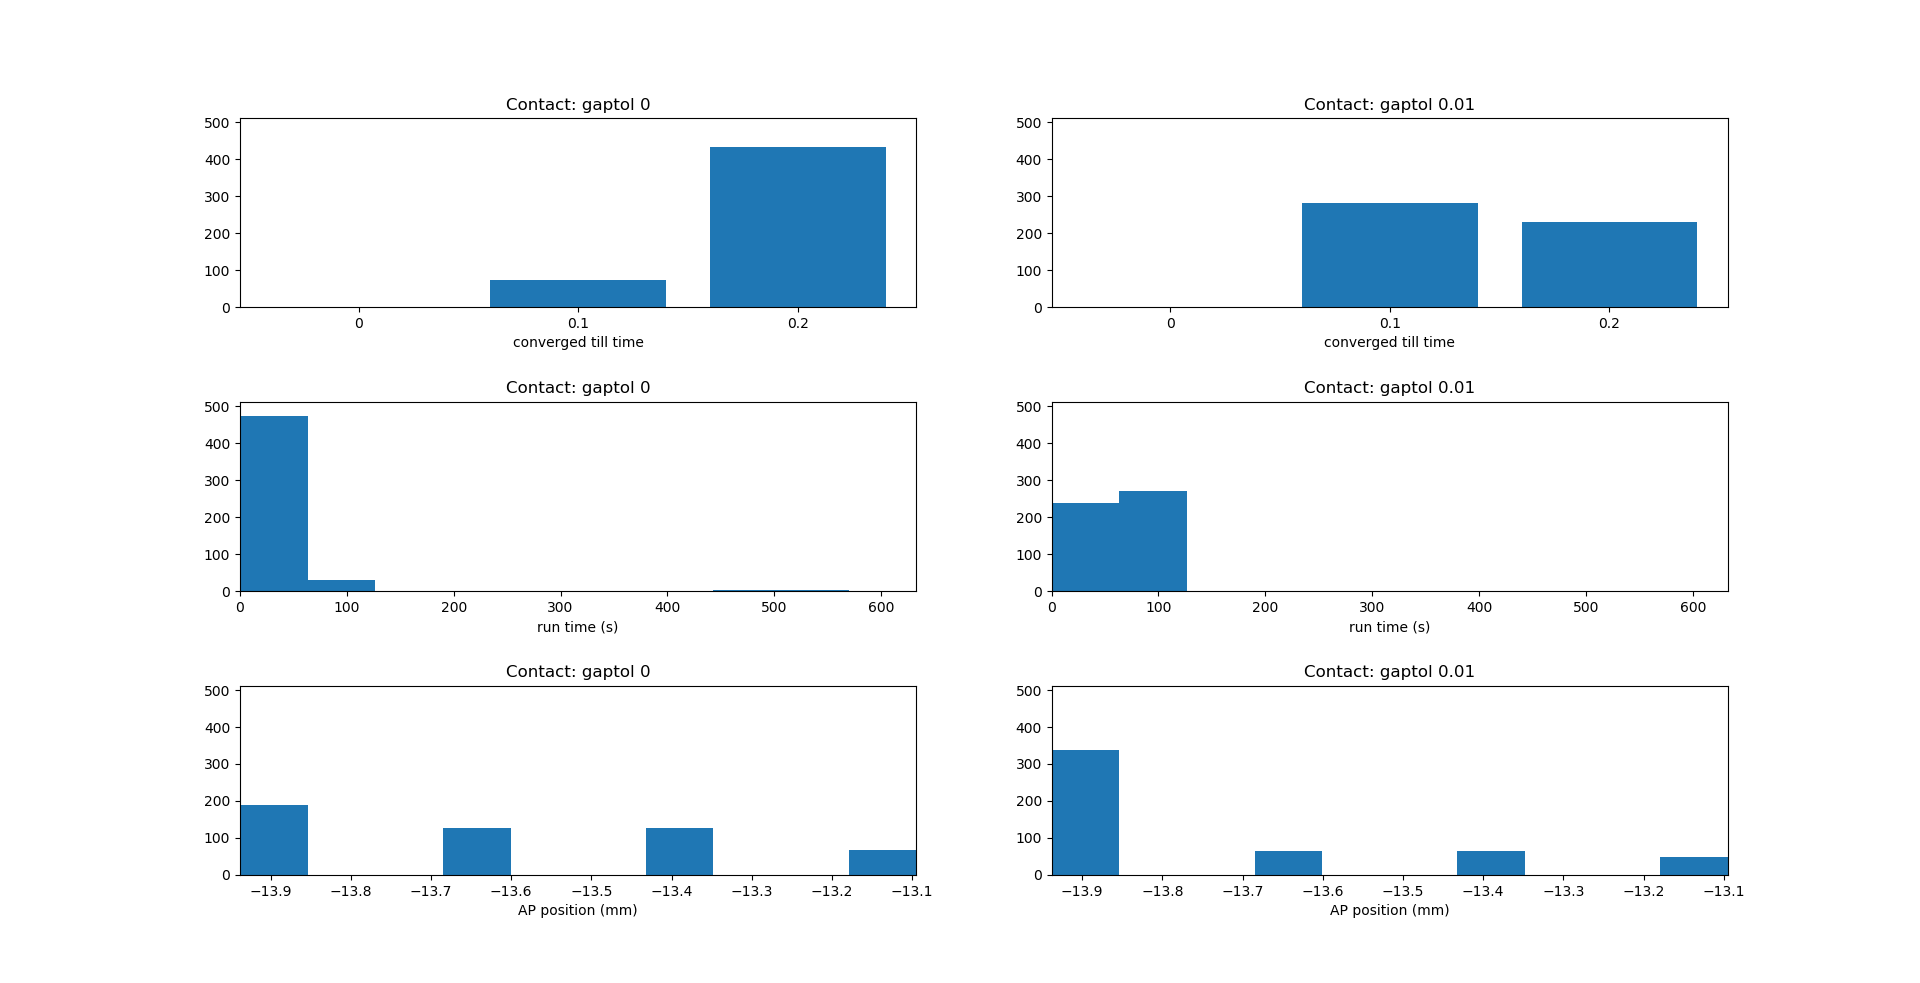 Contact: gaptol 0
500
400
300
200
100
0
0 0.1 0.2
converged till time
Contact: gaptol 0.01
500
400
300
200
100
0
0 0.1 0.2
converged till time
Contact: gaptol 0
500
400
300
200
100
0
0 100 200 300 400 500 600
run time (s)
Contact: gaptol 0.01
500
400
300
200
100
0
0 100 200 300 400 500 600
run time (s)
Contact: gaptol 0
500
400
300
200
100
0
−13.9 −13.8 −13.7 −13.6 −13.5 −13.4 −13.3 −13.2 −13.1
AP position (mm)
Contact: gaptol 0.01
500
400
300
200
100
0
−13.9 −13.8 −13.7 −13.6 −13.5 −13.4 −13.3 −13.2 −13.1
AP position (mm)